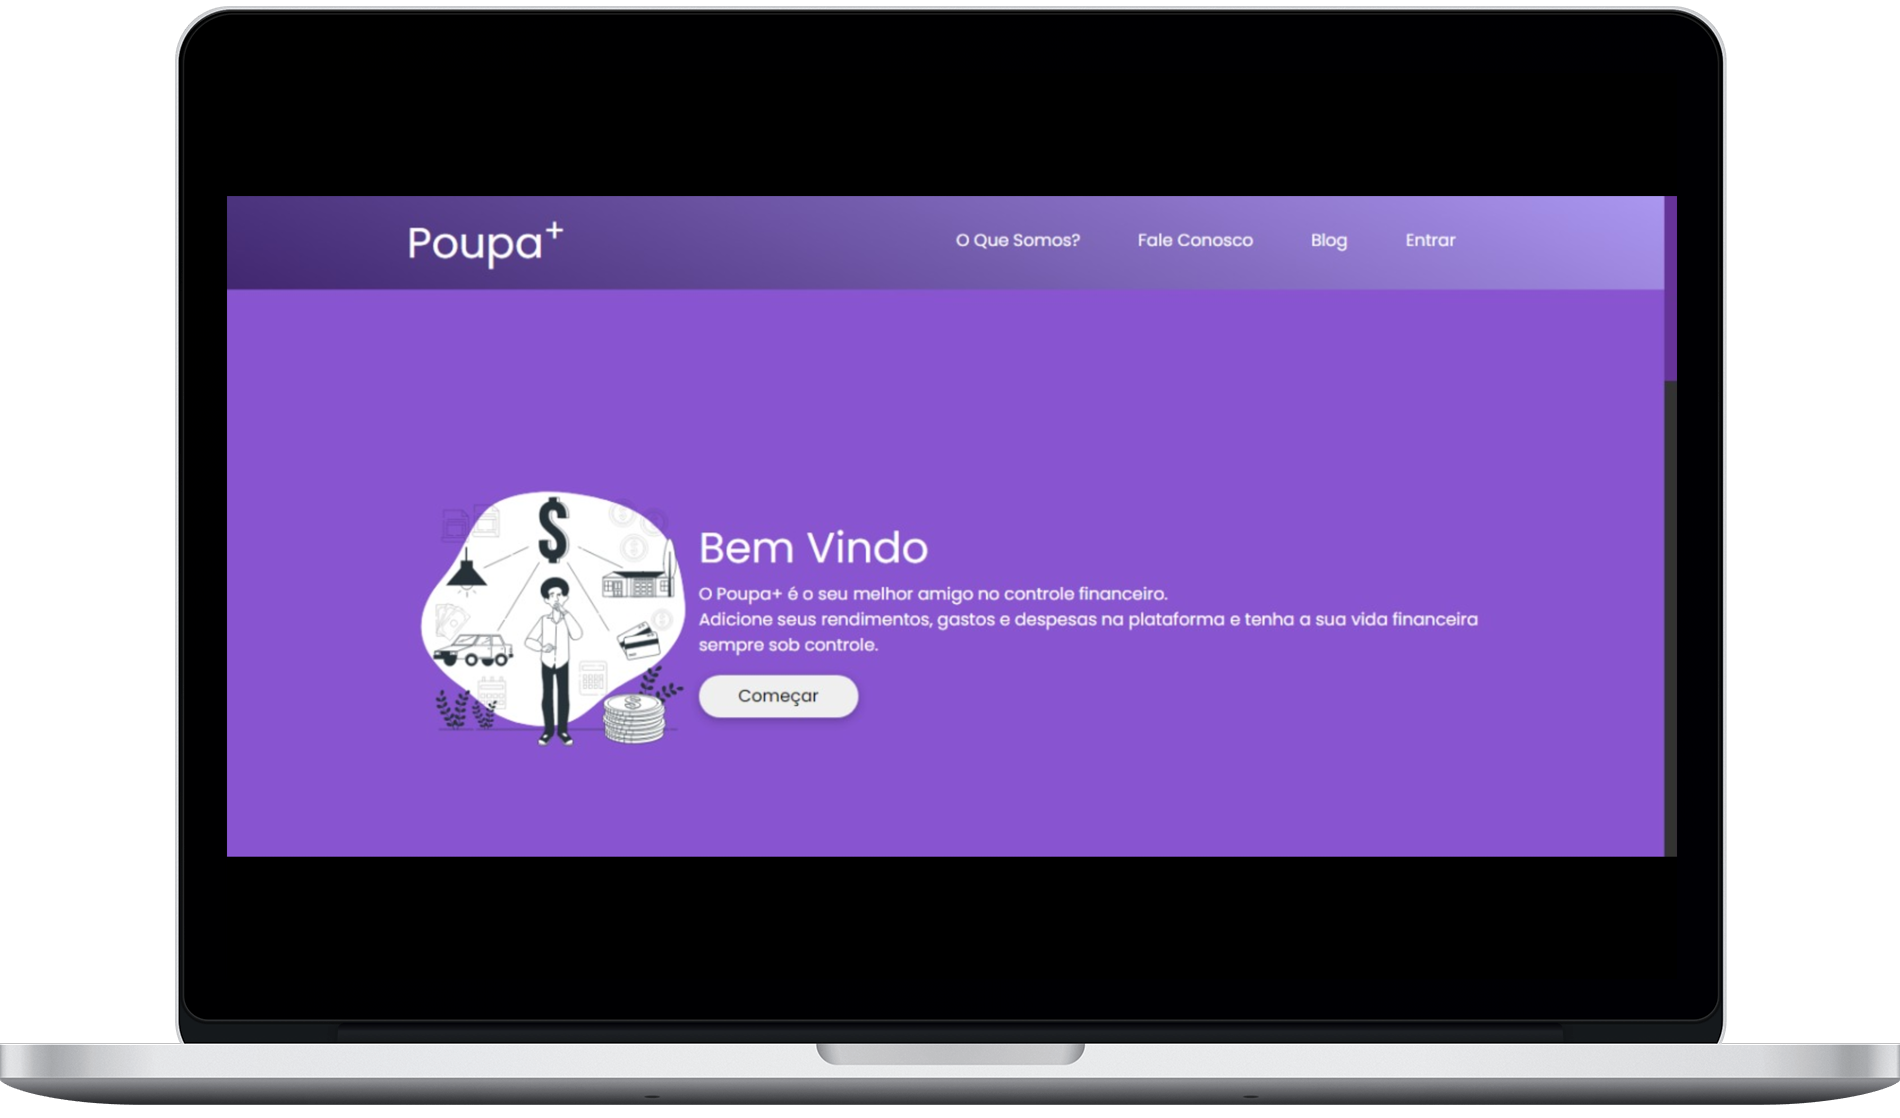 Poupa+
O Que Somos? Fale Conosco Blog Entrar
$
Bem Vindo
O Poupa+ é o seu melhor amigo no controle financeiro.
Adicione seus rendimentos, gastos e despesas na plataforma e tenha a sua vida financeira
sempre sob controle.
Começar